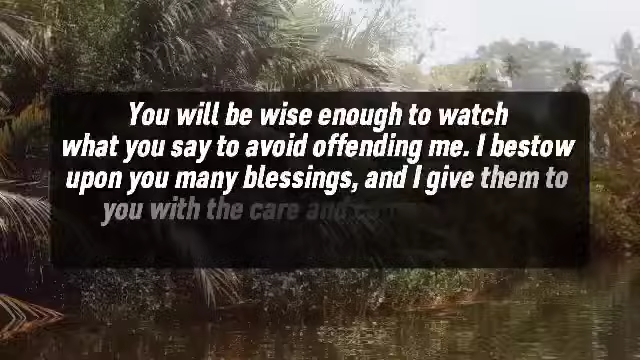 You will be wise enough to watch
what you say to avoid offending me. I bestow
upon you many blessings, and I give them to
you with the care and